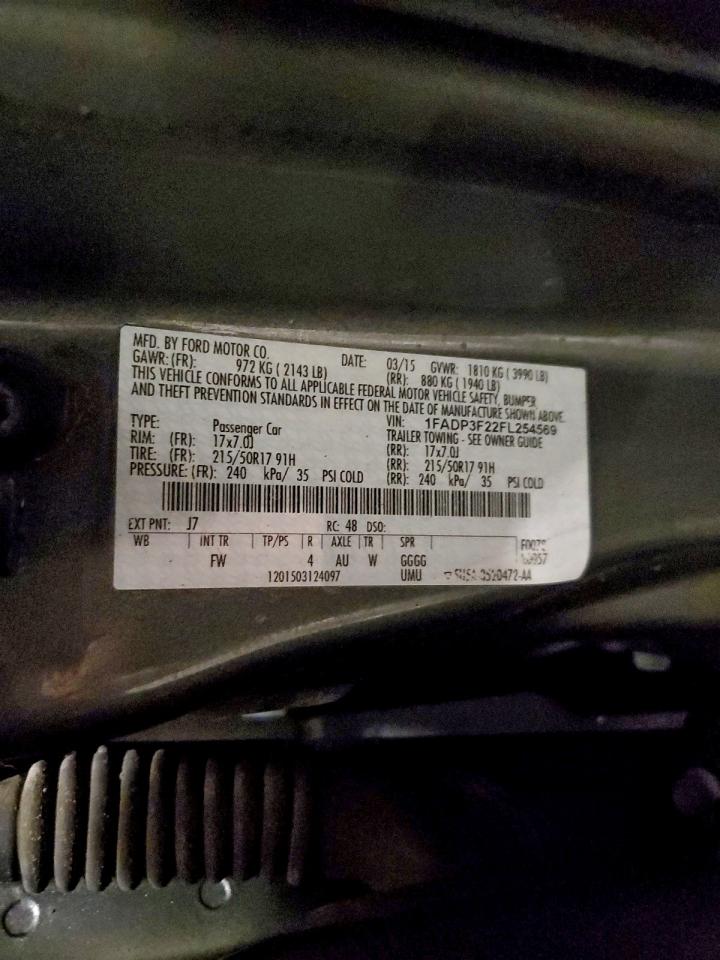 MFD. BY FORD MOTOR CO. DATE: 03/15 GVWR: 1810 KG ( 3990 LB)
GAWR: (FR): 972 KG ( 2143 LB) (RR): 880 KG ( 1940 LB)
THIS VEHICLE CONFORMS TO ALL APPLICABLE FEDERAL MOTOR VEHICLE SAFETY, BUMPER,
AND THEFT PREVENTION STANDARDS IN EFFECT ON THE DATE OF MANUFACTURE SHOWN ABOVE.
VIN: 1FADP3F22FL254569
TYPE: Passenger Car TRAILER TOWING - SEE OWNER GUIDE
RIM: (FR): 17x7.0J (RR): 17x7.0J
TIRE: (FR): 215/50R17 91H (RR): 215/50R17 91H
PRESSURE: (FR): 240 kPa/ 35 PSI COLD (RR): 240 kPa/ 35 PSI COLD
EXT PNT: J7 RC: 48 DSO:
WB INT TR TP/PS R AXLE TR SPR
FW 4 AU W GGGG
1201503124097 UMU